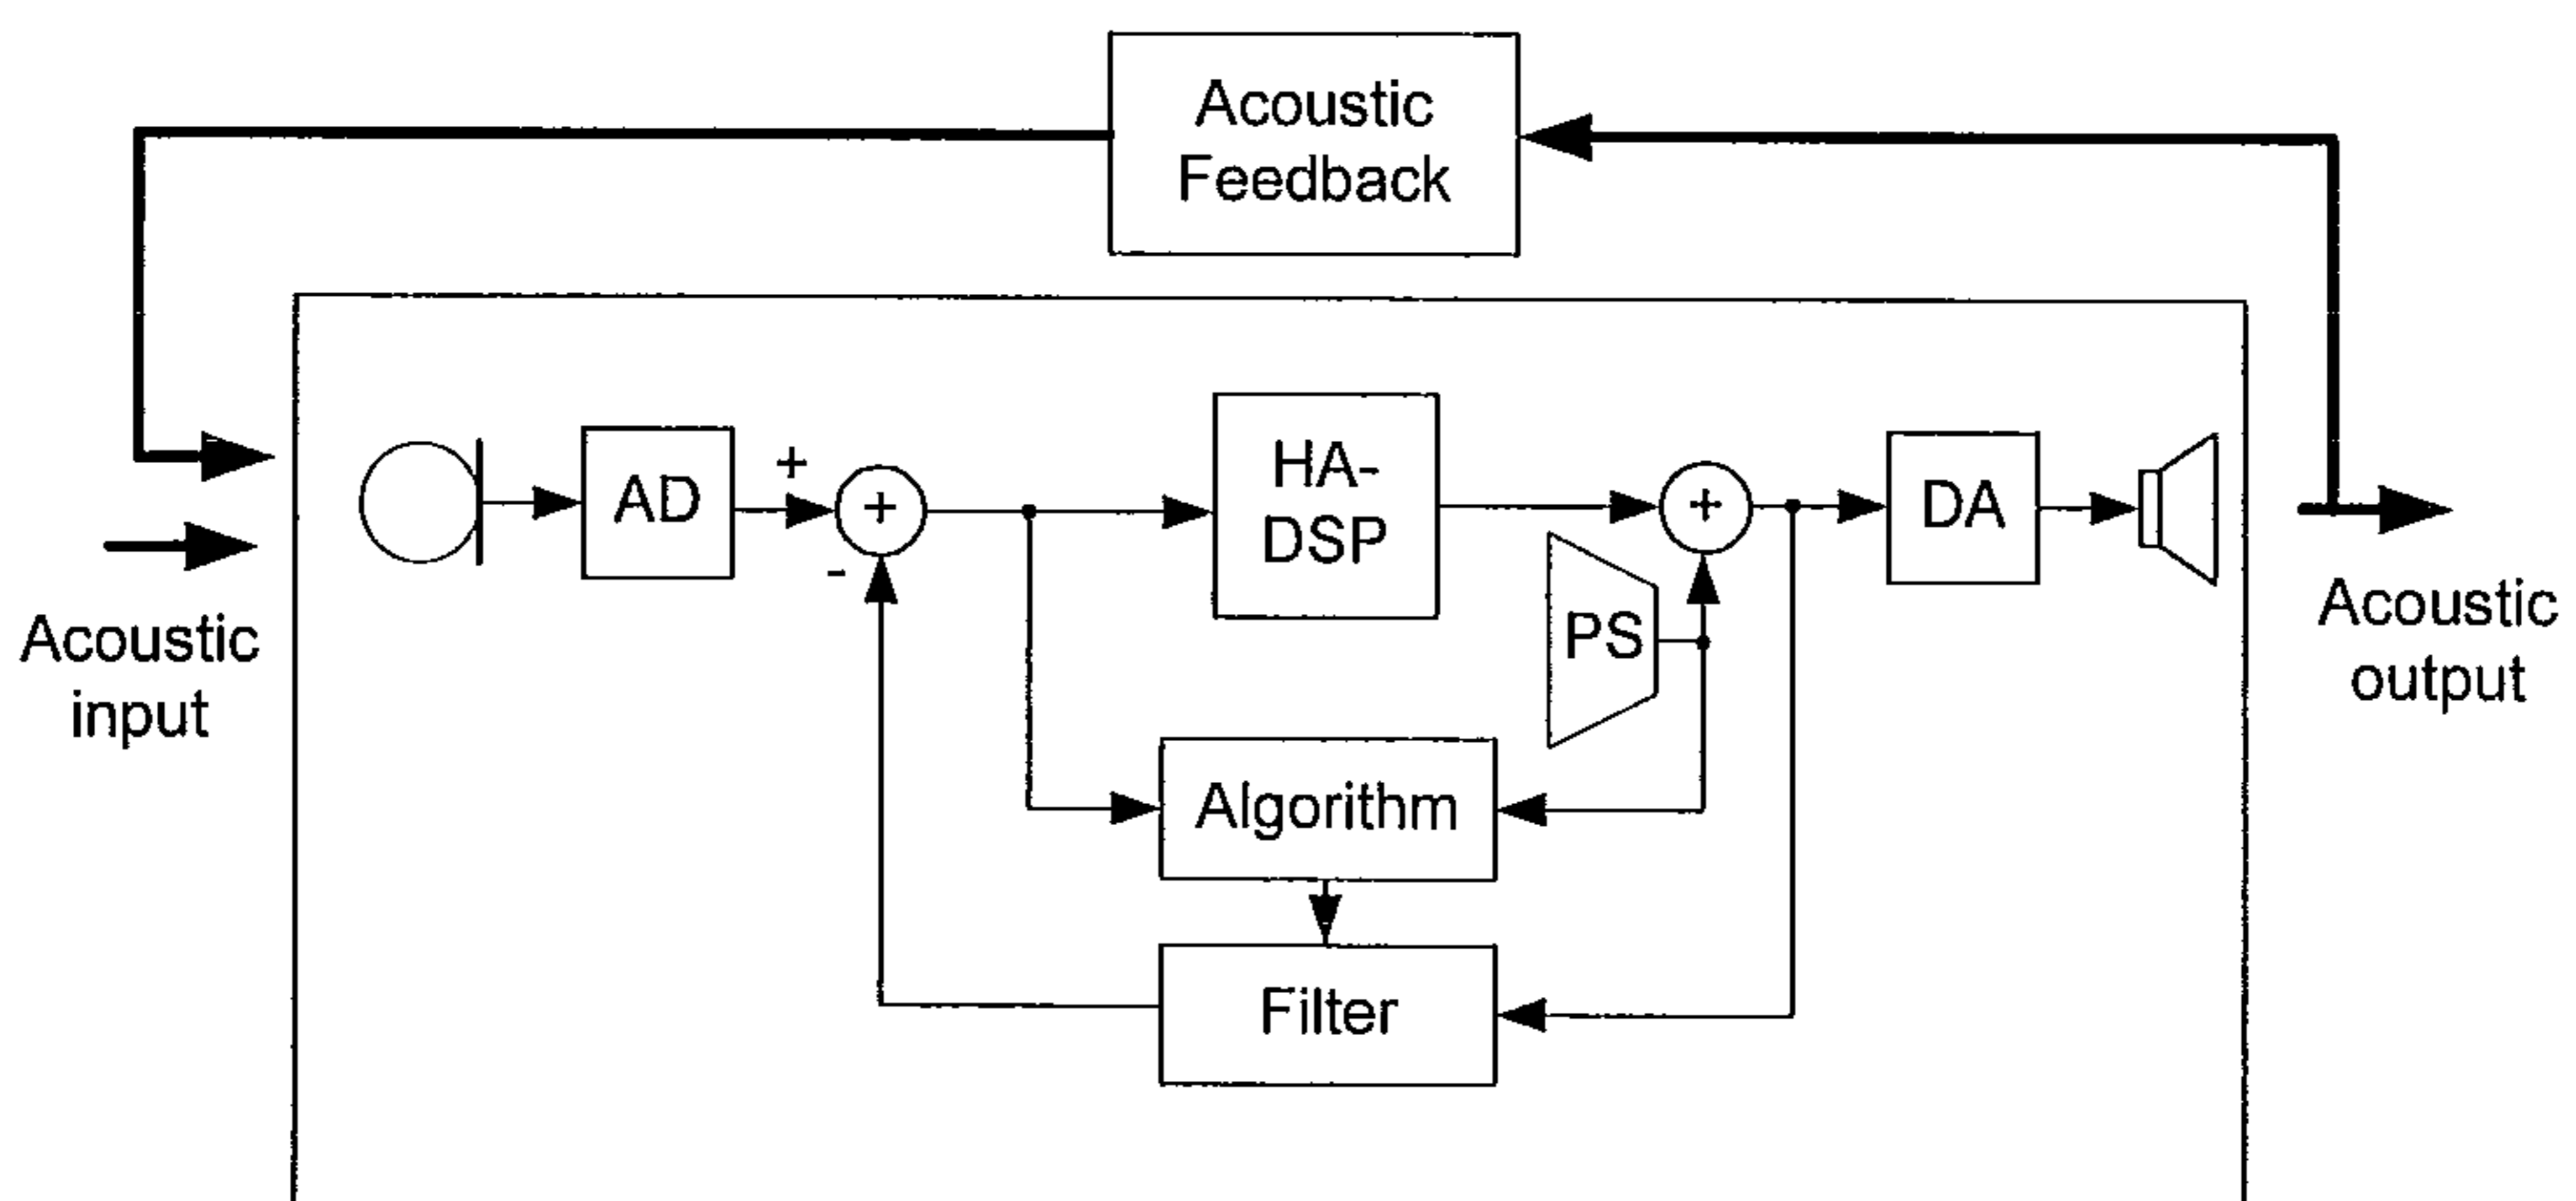 Acoustic
Feedback
AD
+
+
-
HA-
DSP
+
DA
PS
Acoustic
input
Acoustic
output
Algorithm
Filter